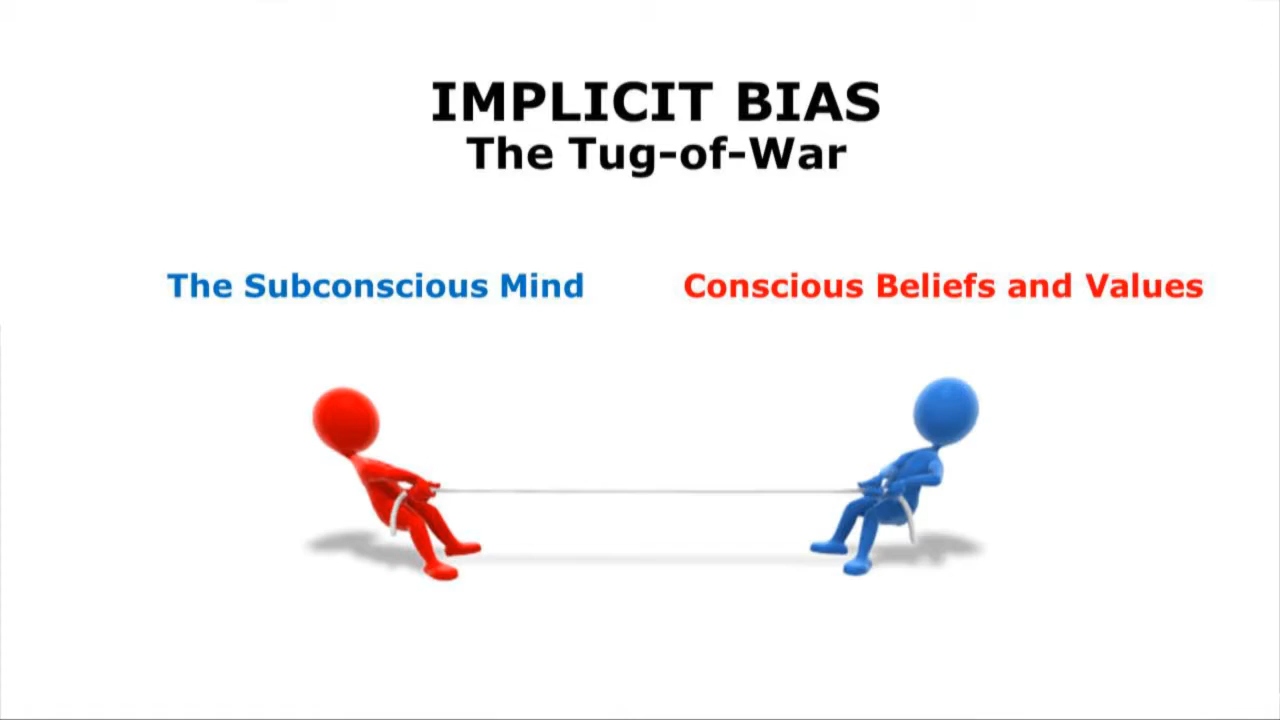 IMPLICIT BIAS
The Tug-of-War
The Subconscious Mind
Conscious Beliefs and Values